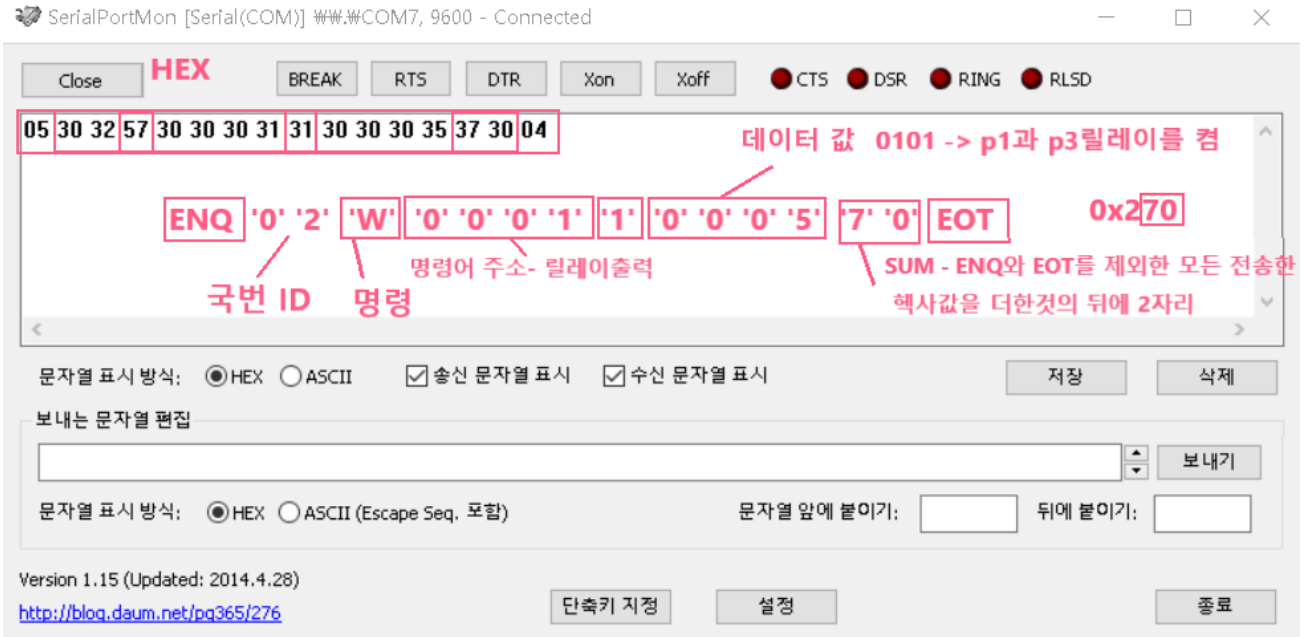 SerialPortMon [Serial(COM)] ₩₩.₩COM7, 9600 - Connected
Close HEX BREAK RTS DTR Xon Xoff CTS DSR RING RLSD
05 30 32 57 30 30 30 31 31 30 30 30 35 37 30 04
데이터 값 0101 -> p1과 p3릴레이를 켬
ENQ '0' '2' 'W' '0' '0' '0' '1' '1' '0' '0' '0' '5' '7' '0' EOT 0x270
명령어 주소- 릴레이출력
SUM - ENQ와 EOT를 제외한 모든 전송한
국번 ID 명령
헥사값을 더한것의 뒤에 2자리
문자열 표시 방식: HEX ASCII 송신 문자열 표시 수신 문자열 표시 저장 삭제
보내는 문자열 편집
보내기
문자열 표시 방식: HEX ASCII (Escape Seq. 포함) 문자열 앞에 붙이기: 뒤에 붙이기:
Version 1.15 (Updated: 2014.4.28)
http://blog.daum.net/pg365/276
단축키 지정 설정 종료